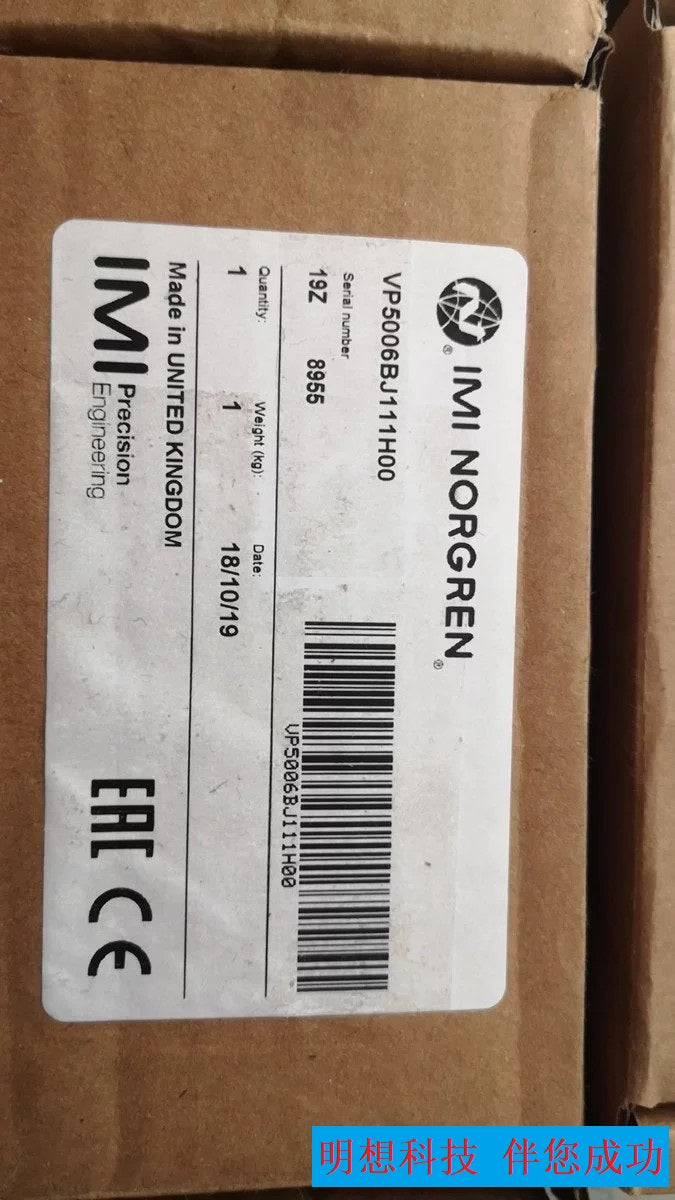 IMI NORGREN®
VP5006BJ111H00
Serial number
19Z 8955
VP5006BJ111H00
Quantity: Weight (kg): Date:
1 1 18/10/19
Made in UNITED KINGDOM
IMI Precision
Engineering
EAC CE
明想科技 伴您成功